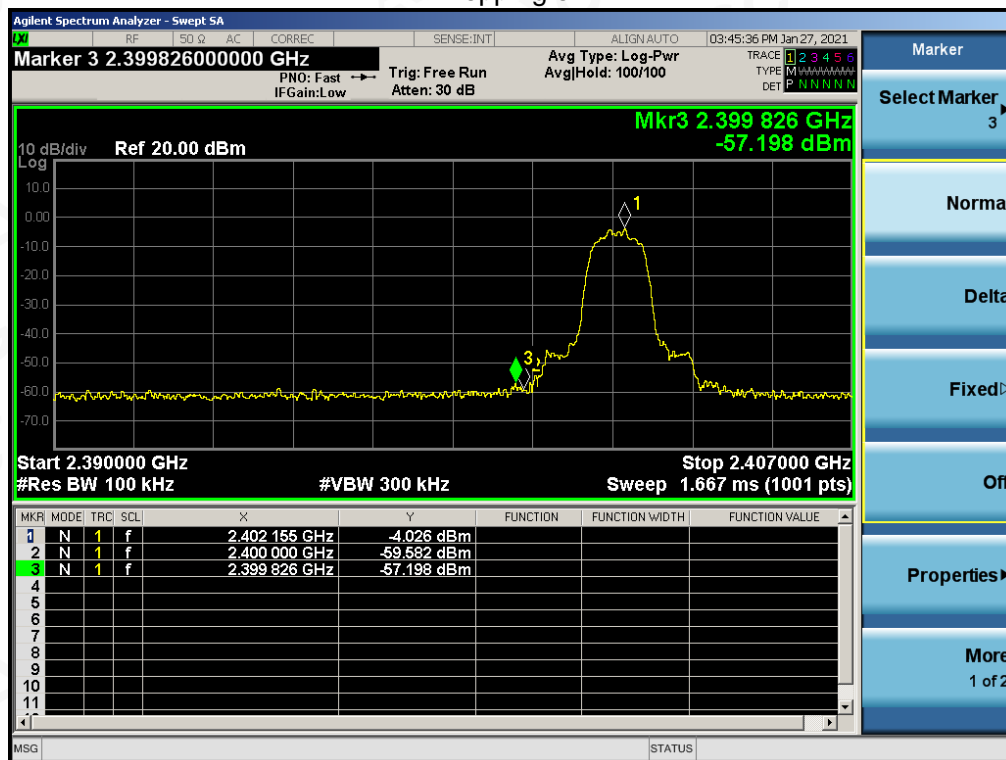 Agilent Spectrum Analyzer - Swept SA
LXI RF 50 Ω AC CORREC SENSE:INT ALIGN AUTO 03:45:36 PM Jan 27, 2021
Marker 3 2.399826000000 GHz
PNO: Fast
IFGain:Low
Trig: Free Run
Atten: 30 dB
Avg Type: Log-Pwr
Avg|Hold: 100/100
TRACE 1 2 3 4 5 6
TYPE M
DET P N N N N N
Mkr3 2.399 826 GHz
-57.198 dBm
10 dB/div Ref 20.00 dBm
Log
10.0
0.00
-10.0
-20.0
-30.0
-40.0
-50.0
-60.0
-70.0
1
3
Start 2.390000 GHz Stop 2.407000 GHz
#Res BW 100 kHz #VBW 300 kHz Sweep 1.667 ms (1001 pts)
MKR MODE TRC SCL X Y FUNCTION FUNCTION WIDTH FUNCTION VALUE
1 N 1 f 2.402 155 GHz -4.026 dBm
2 N 1 f 2.400 000 GHz -59.582 dBm
3 N 1 f 2.399 826 GHz -57.198 dBm
4
5
6
7
8
9
10
11
MSG STATUS
Marker
Select Marker
3
Norma
Delta
Fixed
Off
Properties
More
1 of 2